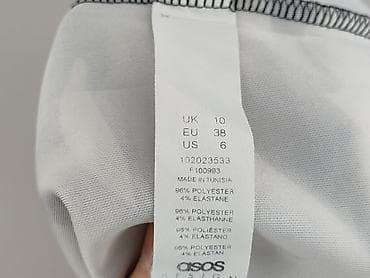 UK 10
EU 38
US 6
102023533
F100993
MADE IN TUNISIA
96% POLYESTER
4% ELASTANE
96% POLYESTER
4% ELASTHANNE
96% POLIÉSTER
4% ELASTANO
96% POLYESTER
4% ELASTAN
asos